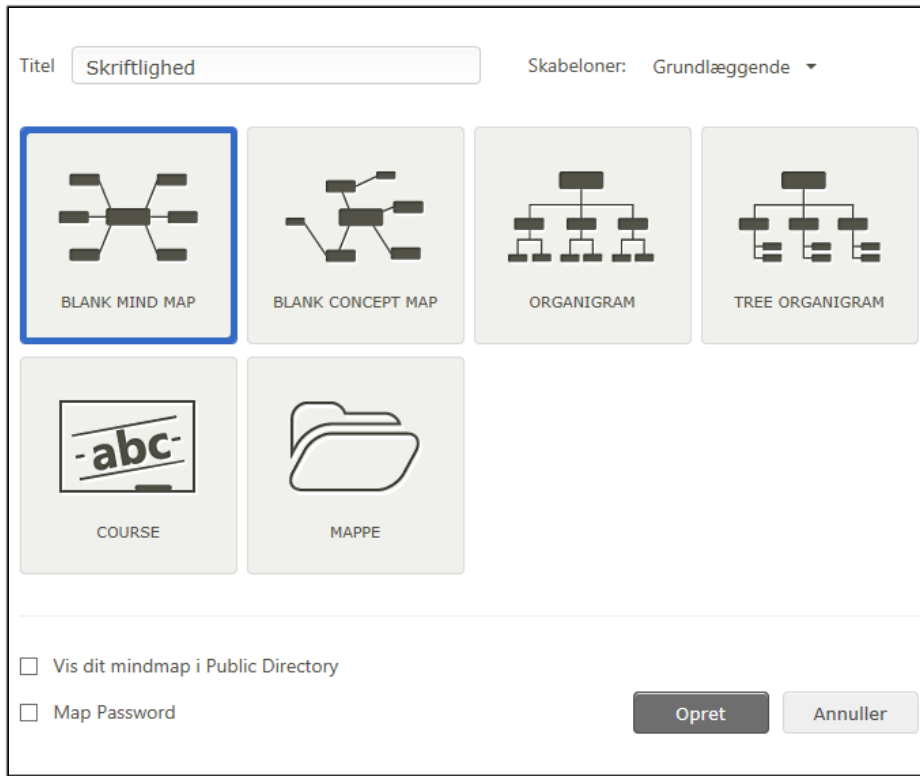 Titel Skriftlighed Skabeloner: Grundlæggende
BLANK MIND MAP BLANK CONCEPT MAP ORGANIGRAM TREE ORGANIGRAM
-abc-
COURSE MAPPE
Vis dit mindmap i Public Directory
Map Password Opret Annuller